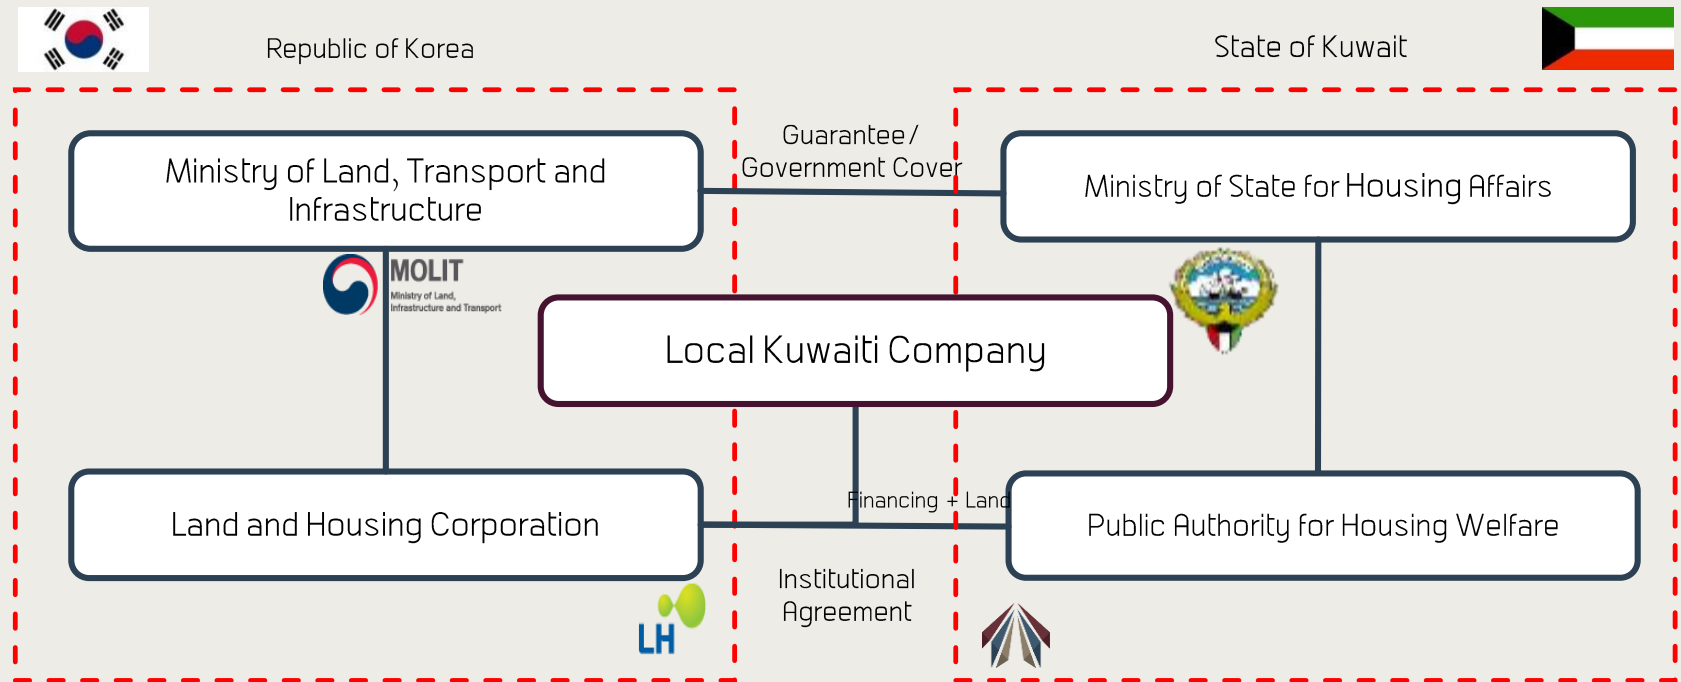 Republic of Korea
State of Kuwait
Guarantee/
Government Cover
Ministry of Land, Transport and
Infrastructure
Ministry of State for Housing Affairs
MOLIT
Ministry of Land,
Infrastructure and Transport
Local Kuwaiti Company
Financing + Land
Land and Housing Corporation
Public Authority for Housing Welfare
Institutional
Agreement
LH